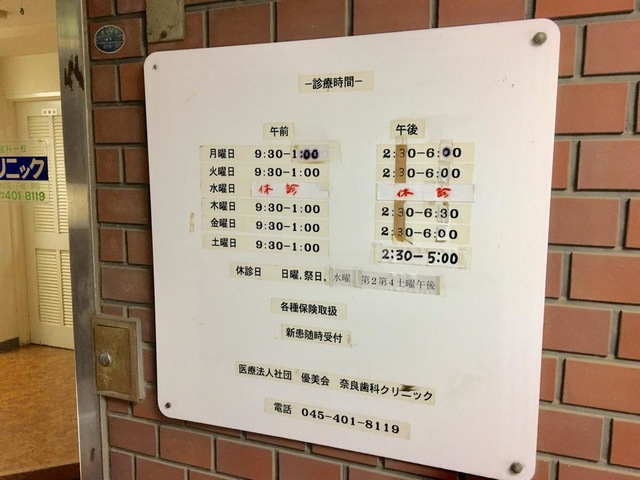 −診療時間−
午前 午後
月曜日 9:30-1:00 2:30-6:00
火曜日 9:30-1:00 2:30-6:00
水曜日 休診 休診
木曜日 9:30-1:00 2:30-6:30
金曜日 9:30-1:00 2:30-6:00
土曜日 9:30-1:00 2:30-5:00
休診日 日曜,祭日, 水曜 第2第4土曜午後
各種保険取扱
新患随時受付
医療法人社団 優美会 奈良歯科クリニック
電話 045-401-8119
リニック
401-8119